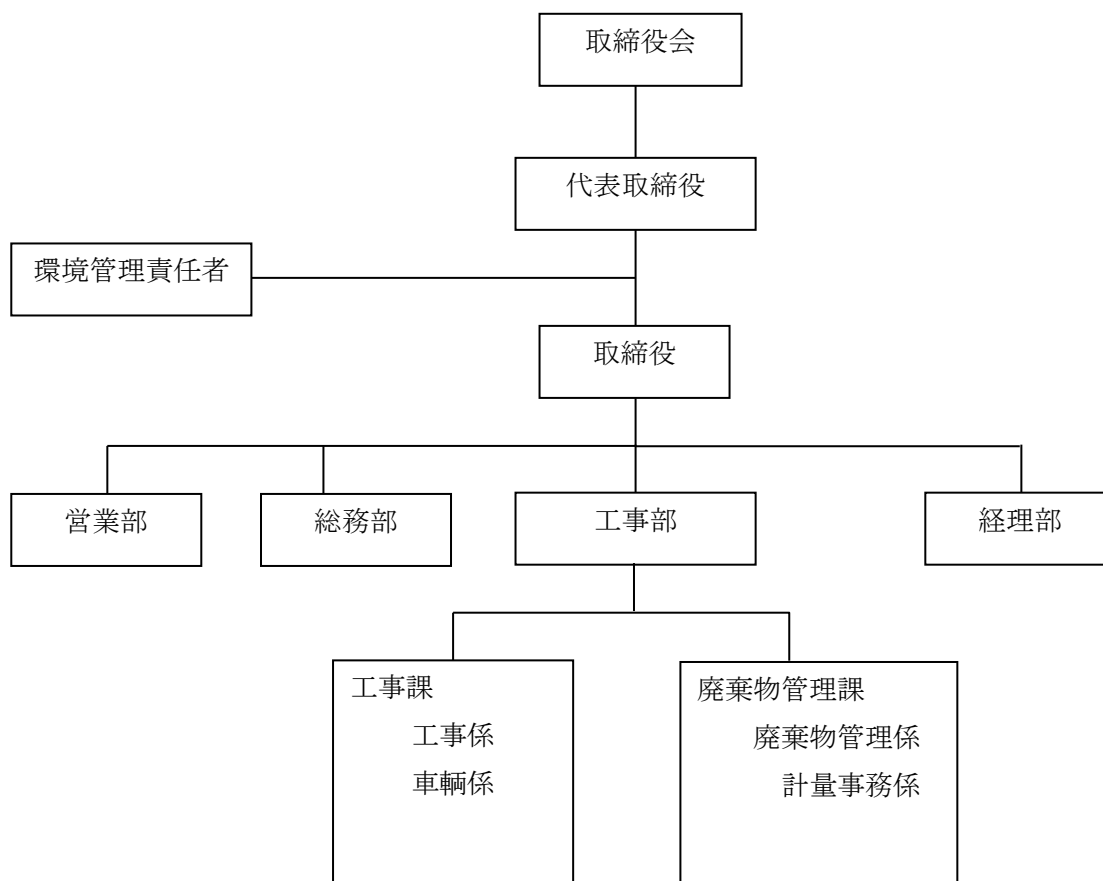 取締役会
代表取締役
環境管理責任者
取締役
営業部
総務部
工事部
経理部
工事課
工事係
車輌係
廃棄物管理課
廃棄物管理係
計量事務係